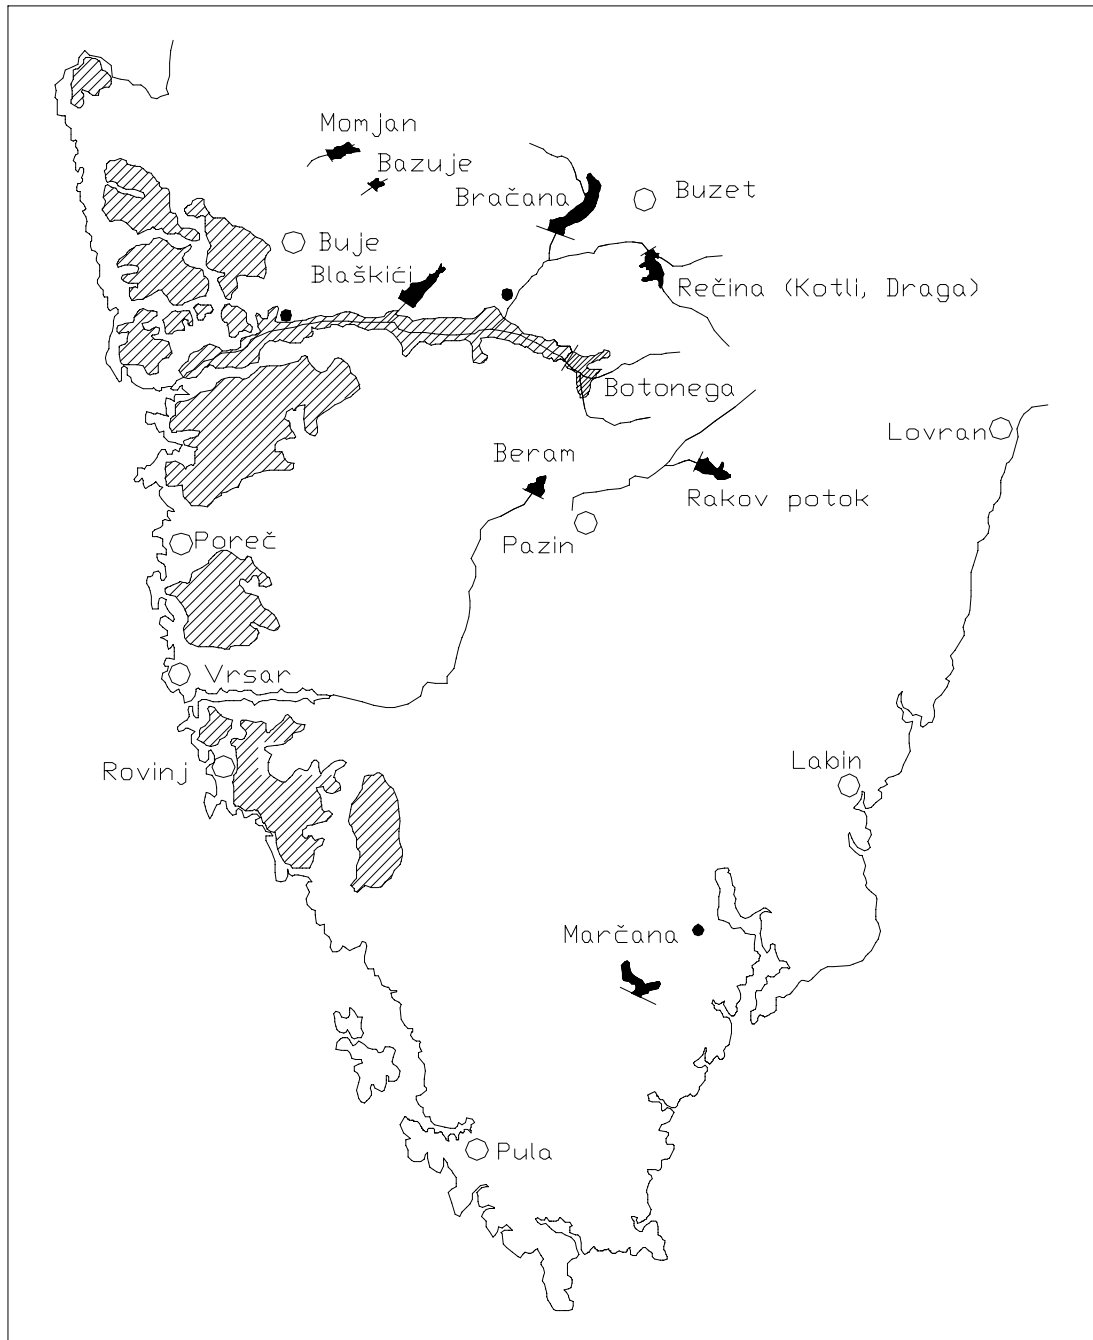 Momjan
Bazuje
Bračana
Buzet
Buje
Blaškići
Rečina (Kotli, Draga)
Botonega
Lovran
Beram
Rakov potok
Pazin
Poreč
Vrsar
Rovinj
Labin
Marčana
Pula